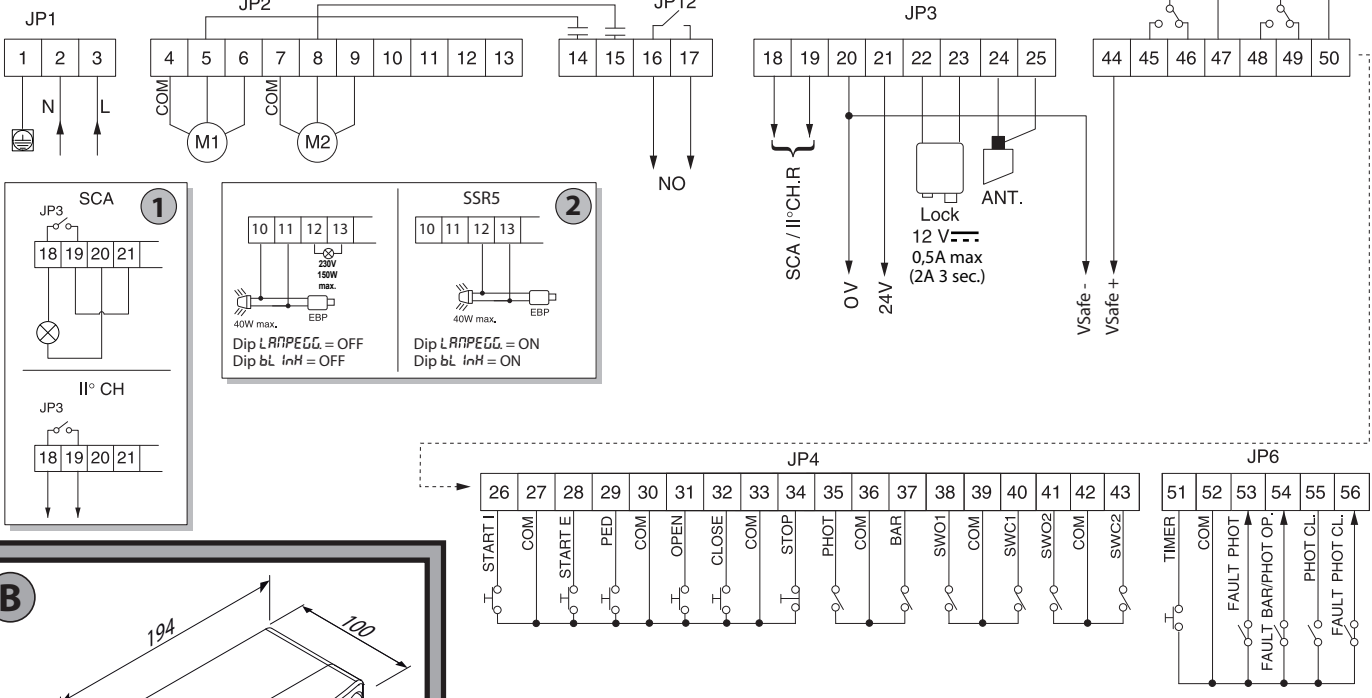 JP1
JP2
JP12
JP3
1 2 3
4 5 6 7 8 9 10 11 12 13
14 15 16 17
18 19 20 21 22 23 24 25
44 45 46 47 48 49 50
N L
COM COM
M1 M2
NO
SCA / II°CH.R
0 V
24V
Lock
12 V
0,5A max
(2A 3 sec.)
ANT.
VSafe -
VSafe +
SCA
1
JP3
18 19 20 21
II° CH
JP3
18 19 20 21
2
10 11 12 13
230V
150W
max.
40W max.
EBP
Dip LAMPEGG. = OFF
Dip bL InH = OFF
SSR5
10 11 12 13
40W max.
EBP
Dip LAMPEGG. = ON
Dip bL InH = ON
JP4
26 27 28 29 30 31 32 33 34 35 36 37 38 39 40 41 42 43
START I
COM
START E
PED
COM
OPEN
CLOSE
COM
STOP
PHOT
COM
BAR
SWO1
COM
SWC1
SWO2
COM
SWC2
JP6
51 52 53 54 55 56
TIMER
COM
FAULT PHOT
FAULT BAR/PHOT OP.
PHOT CL.
FAULT PHOT CL.
B
194
100